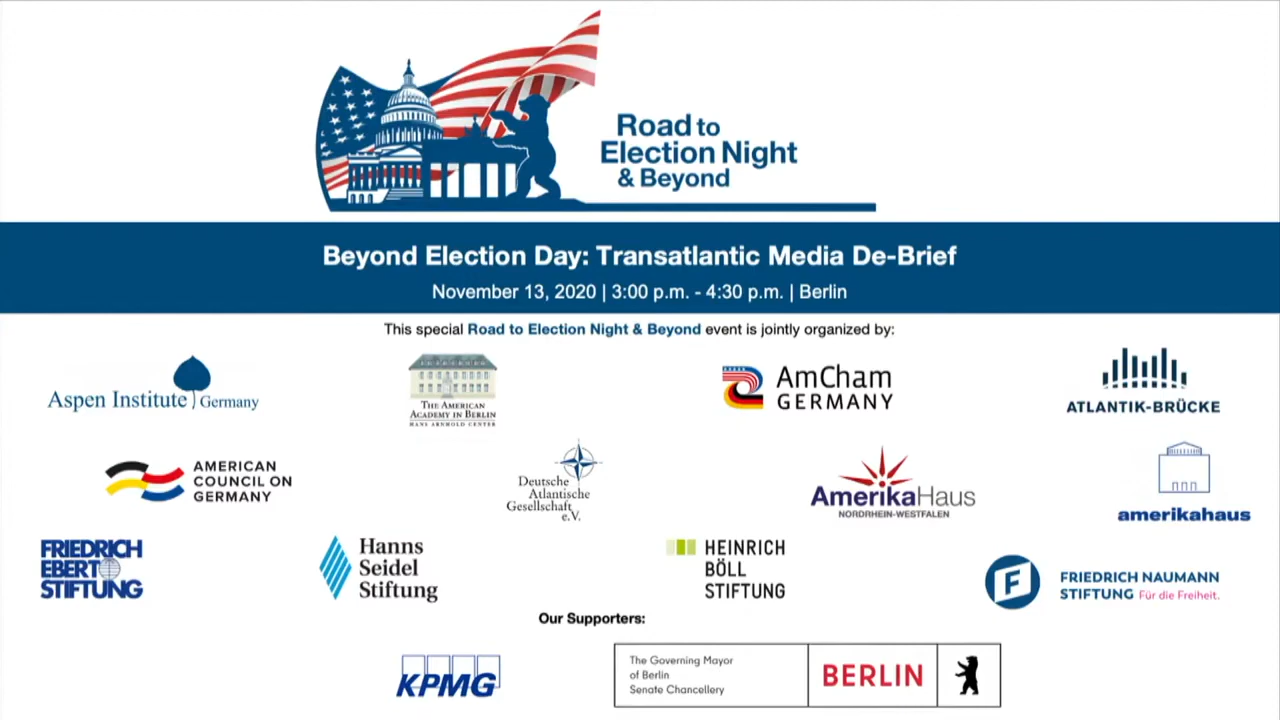 Road to
Election Night
& Beyond
Beyond Election Day: Transatlantic Media De-Brief
November 13, 2020 | 3:00 p.m. - 4:30 p.m. | Berlin
This special Road to Election Night & Beyond event is jointly organized by:
Aspen Institute Germany
THE AMERICAN
ACADEMY IN BERLIN
HANS ARNHOLD CENTER
AmCham
GERMANY
ATLANTIK-BRÜCKE
AMERICAN
COUNCIL ON
GERMANY
Deutsche
Atlantische
Gesellschaft
e.V.
AmerikaHaus
NORDRHEIN-WESTFALEN
amerikahaus
FRIEDRICH
EBERT
STIFTUNG
Hanns
Seidel
Stiftung
HEINRICH
BÖLL
STIFTUNG
F
FRIEDRICH NAUMANN
STIFTUNG Für die Freiheit.
Our Supporters:
KPMG
The Governing Mayor
of Berlin
Senate Chancellery
BERLIN